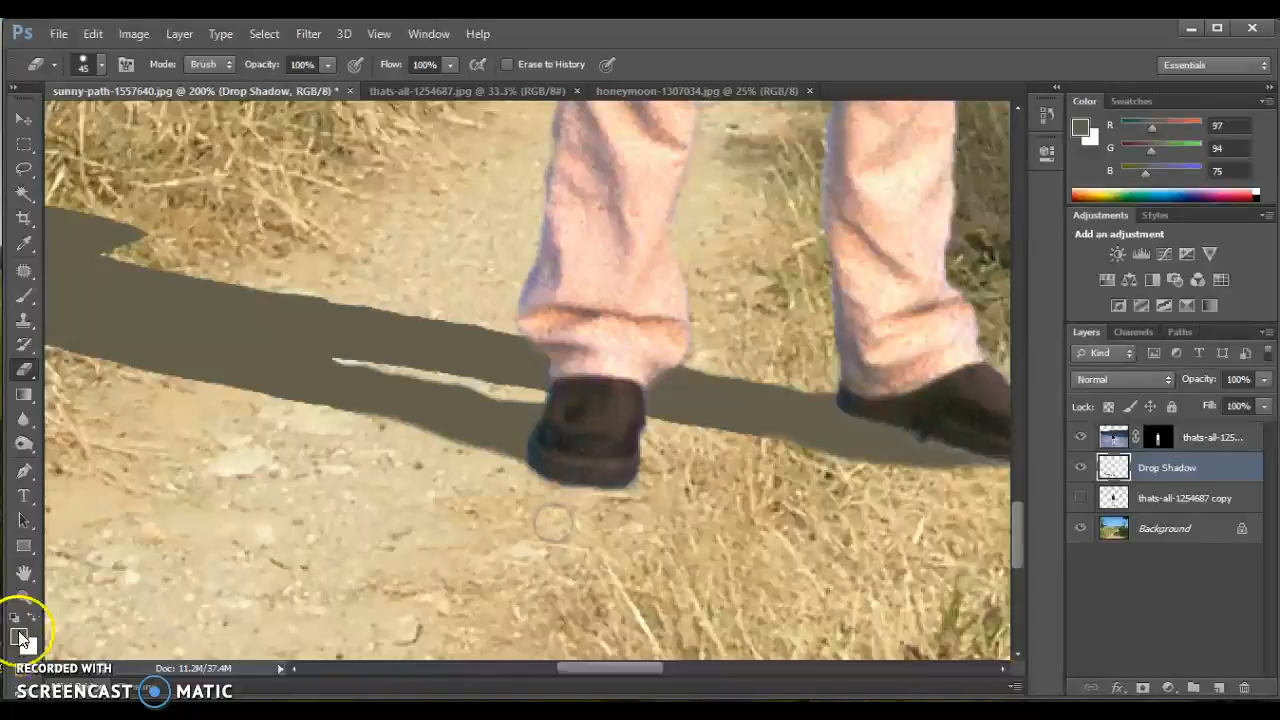 Ps File Edit Image Layer Type Select Filter 3D View Window Help
45 Mode: Brush Opacity: 100% Flow: 100% Erase to History Essentials
sunny-path-1557640.jpg @ 200% (Drop Shadow, RGB/8) * × thats-all-1254687.jpg @ 33.3% (RGB/8#) × honeymoon-1307034.jpg @ 25% (RGB/8) ×
Color Swatches
R 97
G 94
B 75
Adjustments Styles
Add an adjustment
Layers Channels Paths
Kind
Normal Opacity: 100%
Lock: Fill: 100%
thats-all-125...
Drop Shadow
thats-all-1254687 copy
Background
Doc: 11.2M/37.4M
RECORDED WITH
SCREENCAST MATIC